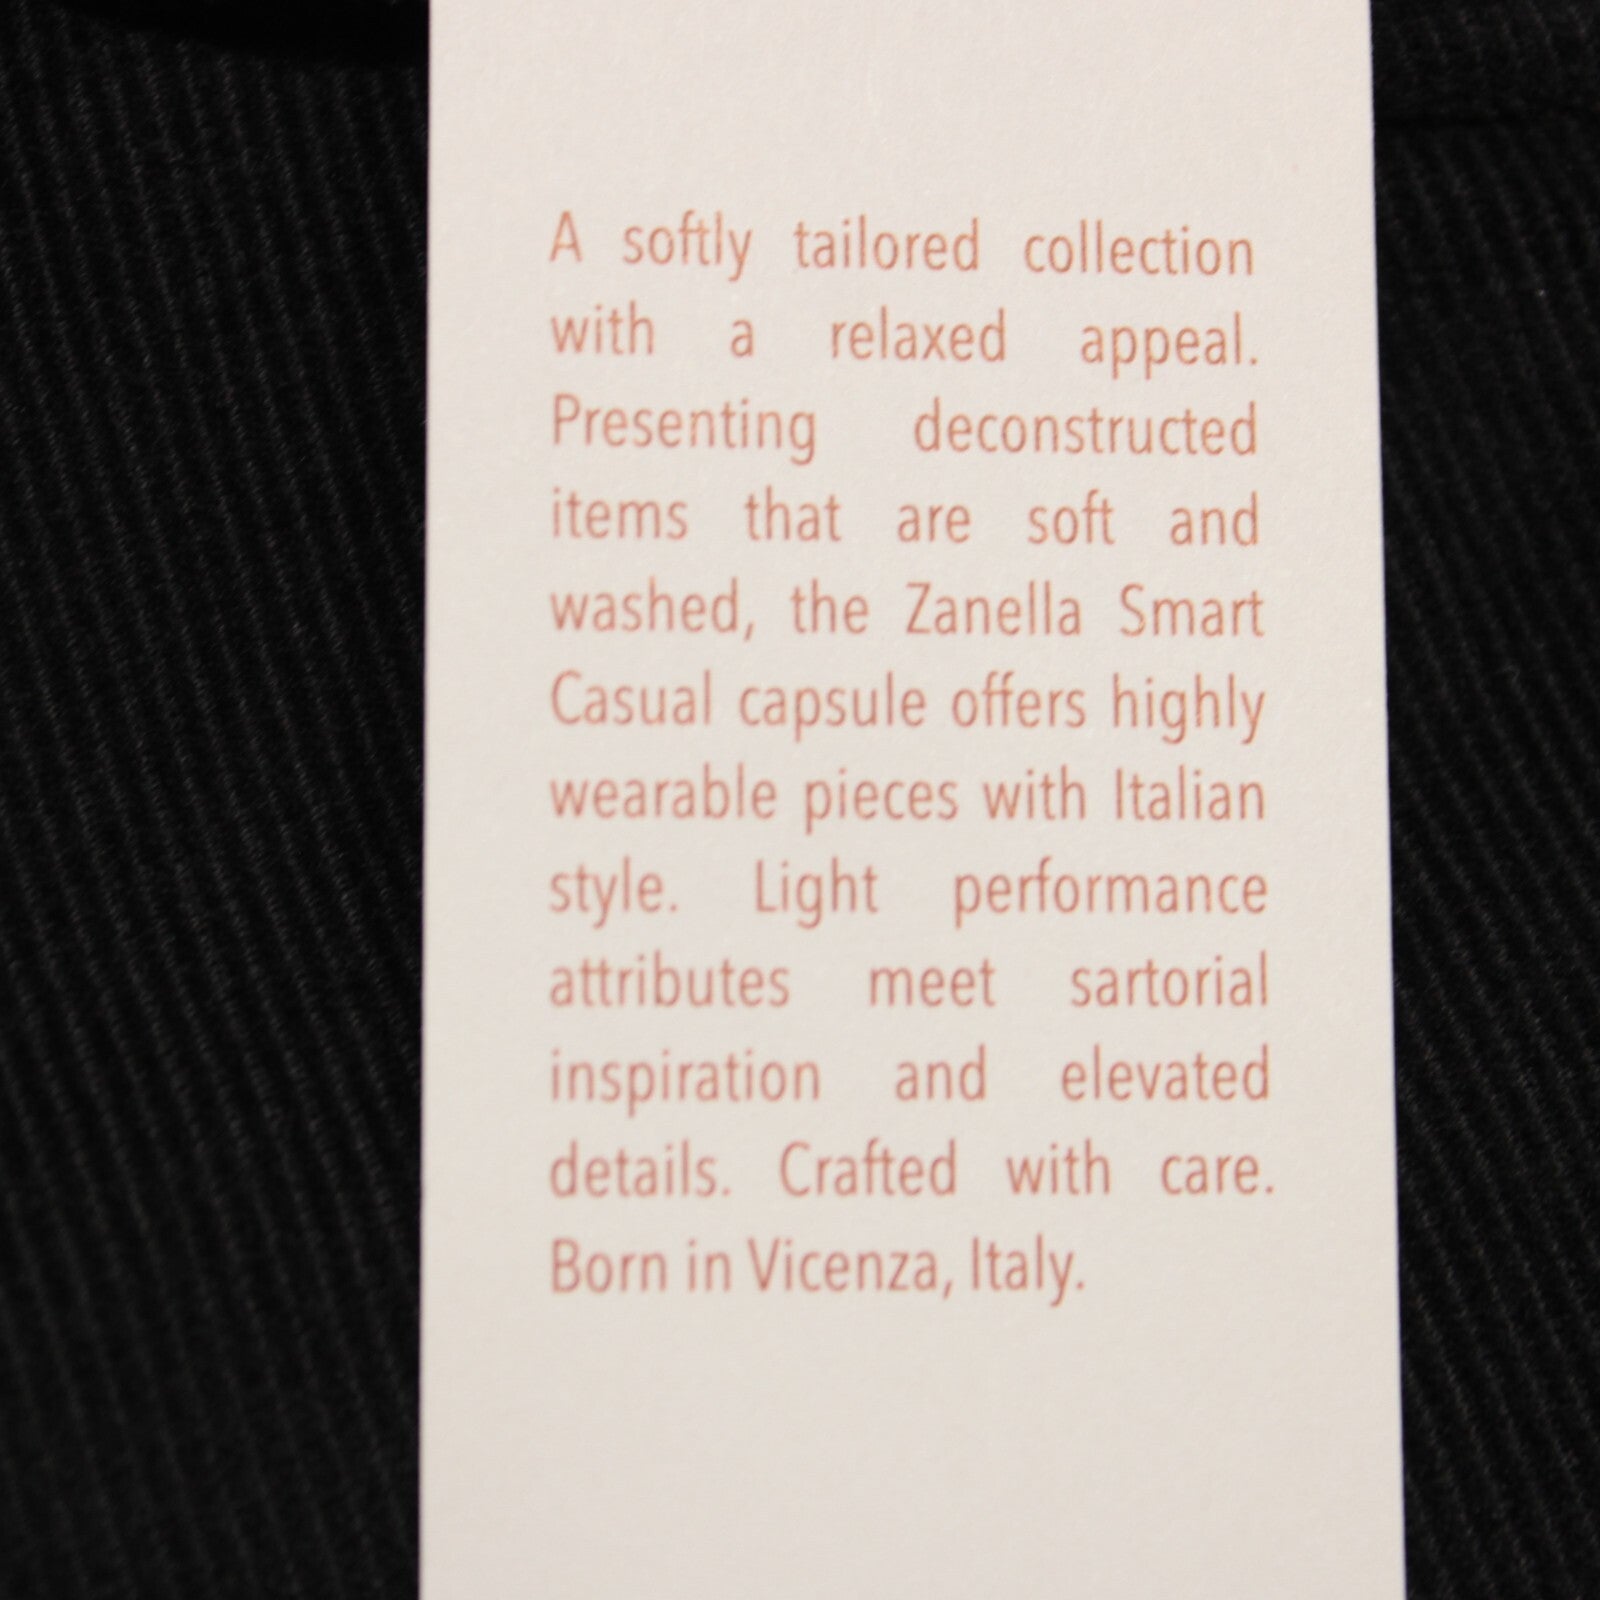 A softly tailored collection
with a relaxed appeal.
Presenting deconstructed
items that are soft and
washed, the Zanella Smart
Casual capsule offers highly
wearable pieces with Italian
style. Light performance
attributes meet sartorial
inspiration and elevated
details. Crafted with care.
Born in Vicenza, Italy.